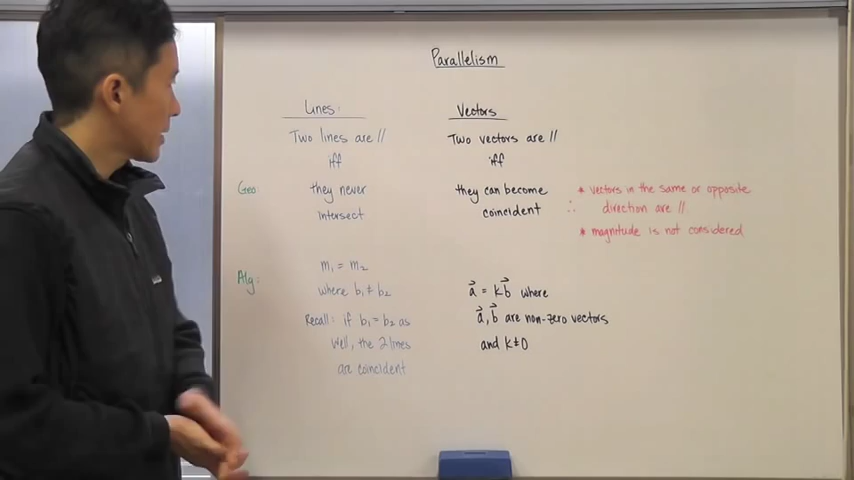 Parallelism
Lines:
Two lines are //
iff
Geo:
they never
intersect
Alg:
m₁ = m₂
where b₁ ≠ b₂
Recall: if b₁ = b₂ as
well, the 2 lines
are coincident
Vectors
Two vectors are //
iff
they can become
coincident
∴
* vectors in the same or opposite
direction are //
* magnitude is not considered
a⃗ = kb⃗ where
a⃗, b⃗ are non-zero vectors
and k≠0